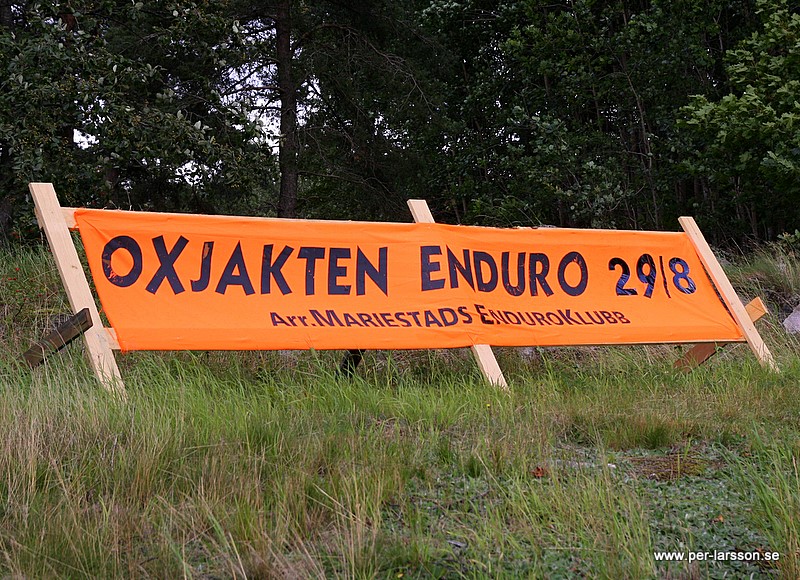 OXJAKTEN ENDURO 29/8
Arr. MARIESTADS ENDUROKLUBB
www.per-larsson.se